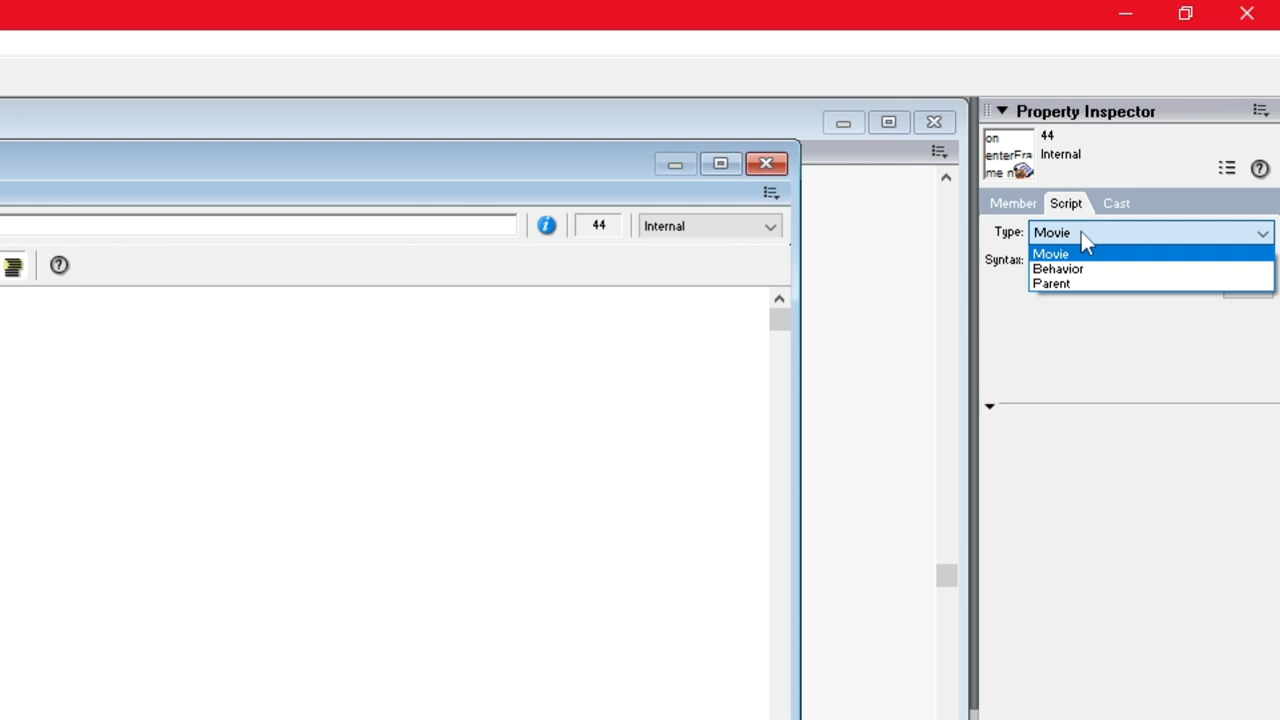 Property Inspector
on
enterFra
me n
44
Internal
Member Script Cast
44 Internal
Type: Movie
Syntax:
Movie
Behavior
Parent